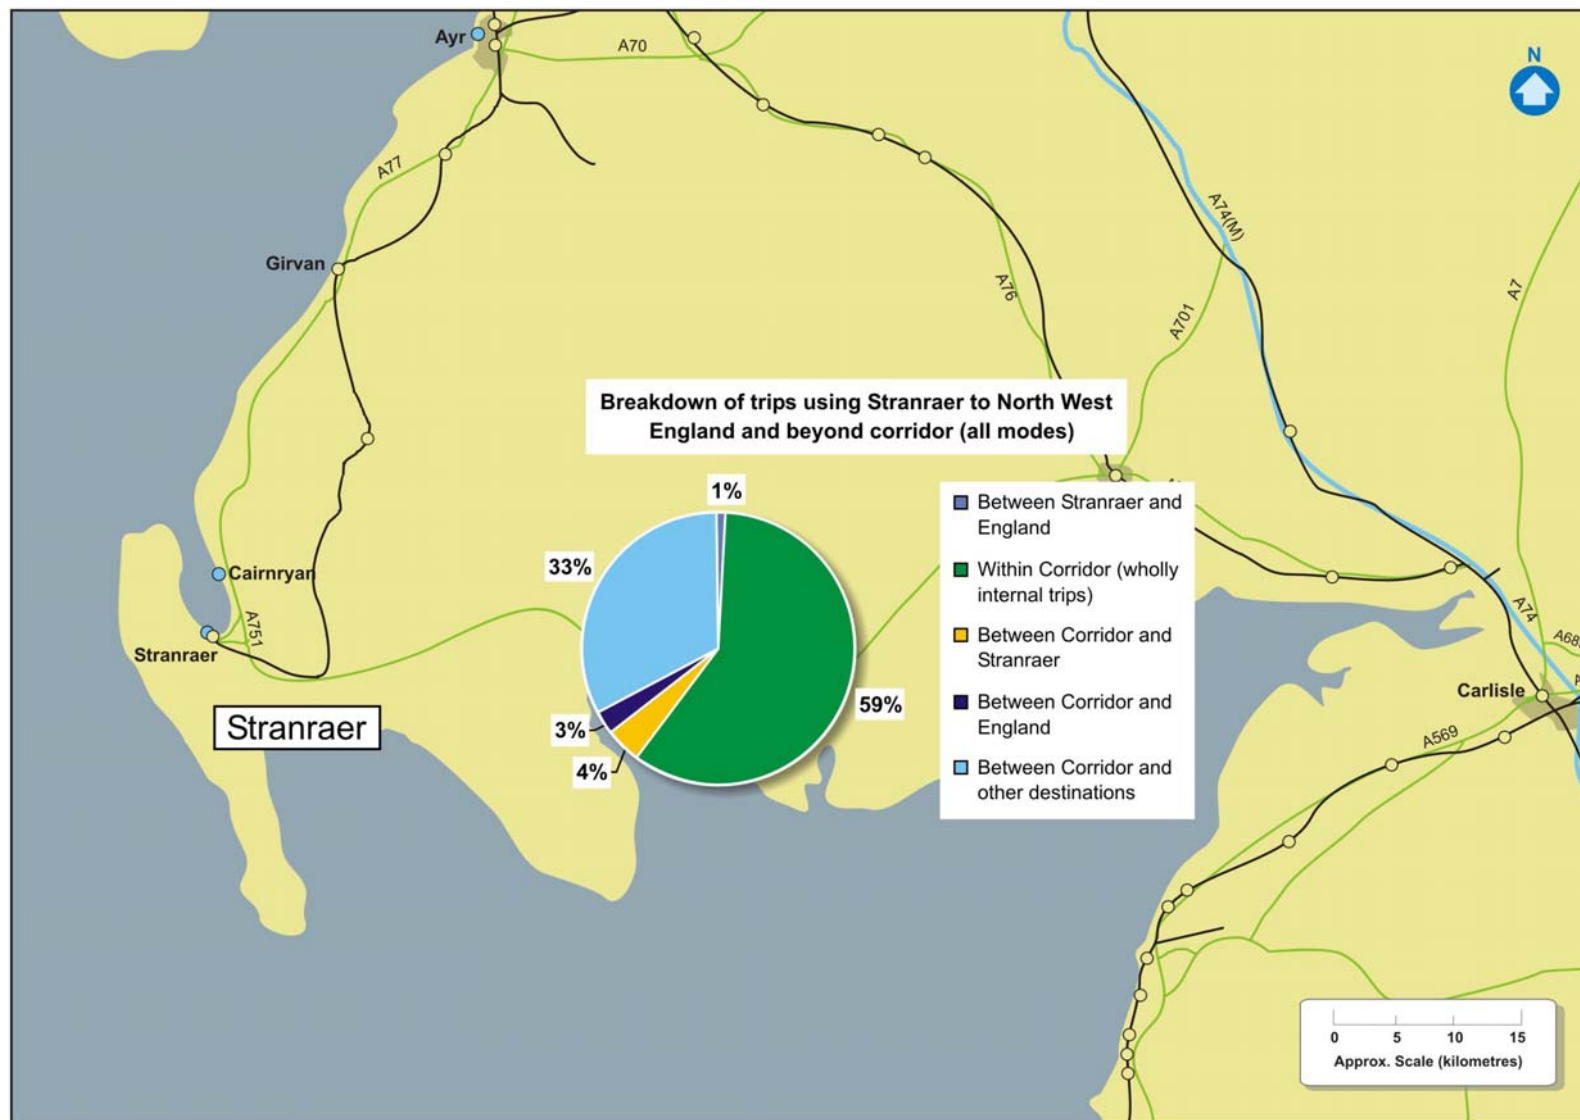 Ayr
A70
N
A77
A74(M)
Girvan
A76
A701
A7
Breakdown of trips using Stranraer to North West
England and beyond corridor (all modes)
1%
33%
59%
3%
4%
Between Stranraer and
England
Within Corridor (wholly
internal trips)
Between Corridor and
Stranraer
Between Corridor and
England
Between Corridor and
other destinations
Cairnryan
A751
Stranraer
Stranraer
A74
Carlisle
A569
0 5 10 15
Approx. Scale (kilometres)